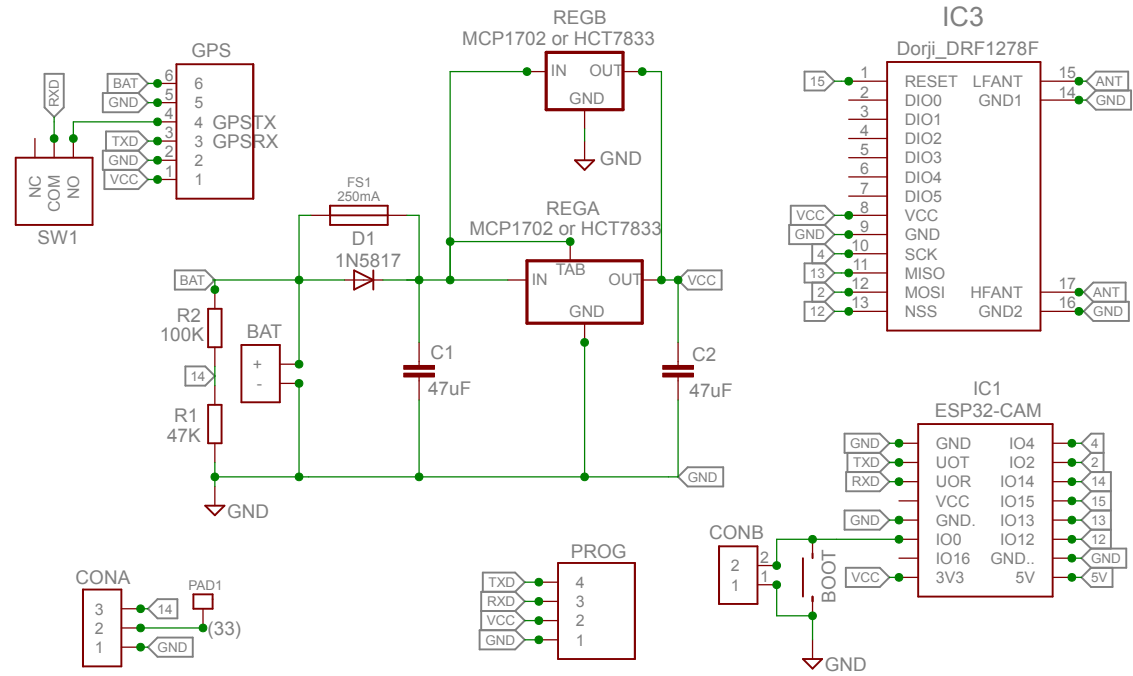 REGB
MCP1702 or HCT7833
IN
OUT
GND
GND
IC3
Dorji_DRF1278F
15
1
RESET
LFANT
15
ANT
2
DIO0
GND1
14
GND
3
DIO1
4
DIO2
5
DIO3
6
DIO4
7
DIO5
VCC
8
VCC
GND
9
GND
4
10
SCK
13
11
MISO
2
12
MOSI
HFANT
17
ANT
12
13
NSS
GND2
16
GND
GPS
BAT
6
6
GND
5
5
4
4
GPSTX
TXD
3
3
GPSRX
GND
2
2
VCC
1
1
RXD
NC
COM
NO
SW1
FS1
250mA
D1
1N5817
REGA
MCP1702 or HCT7833
TAB
IN
OUT
GND
VCC
BAT
R2
100K
14
R1
47K
BAT
+
-
C1
47uF
C2
47uF
GND
GND
IC1
ESP32-CAM
GND
GND
IO4
4
TXD
UOT
IO2
2
RXD
UOR
IO14
14
VCC
IO15
15
GND
GND.
IO13
13
IO0
IO12
12
IO16
GND..
GND
VCC
3V3
5V
5V
CONB
2
2
1
1
BOOT
GND
CONA
3
14
2
1
GND
PAD1
(33)
PROG
TXD
4
RXD
3
VCC
2
GND
1